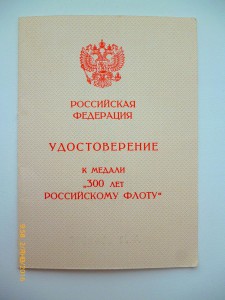 РОССИЙСКАЯ
ФЕДЕРАЦИЯ
УДОСТОВЕРЕНИЕ
К МЕДАЛИ
„300 ЛЕТ
РОССИЙСКОМУ ФЛОТУ“